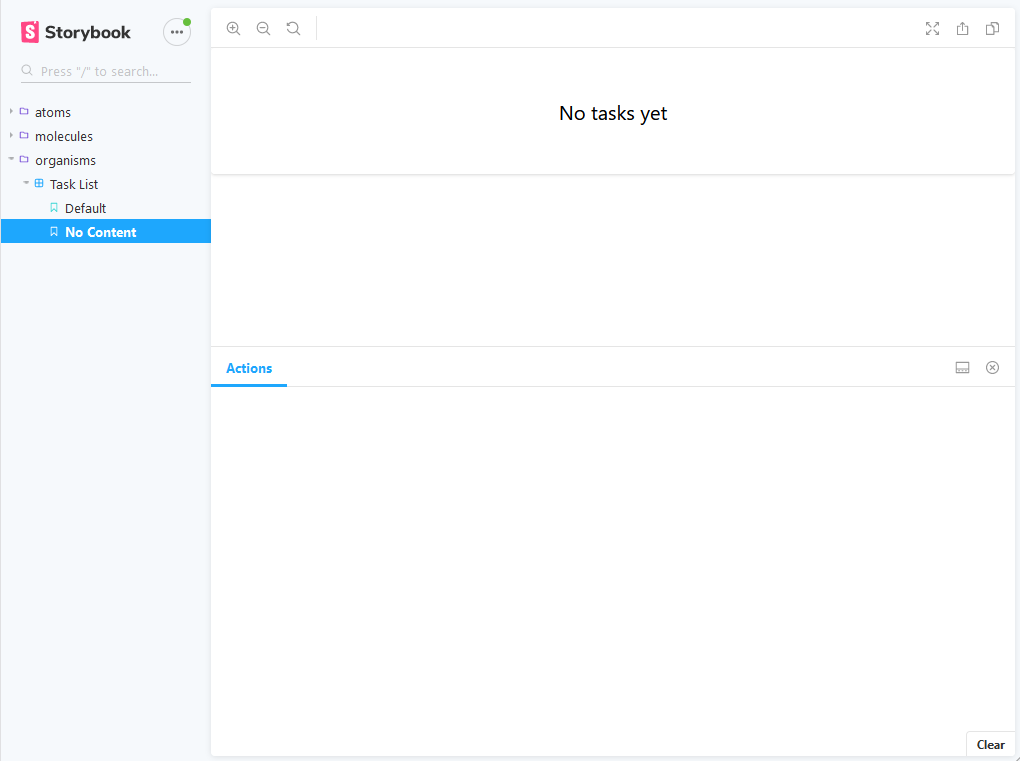 Storybook
Press "/" to search...
atoms
molecules
organisms
Task List
Default
No Content
No tasks yet
Actions
Clear